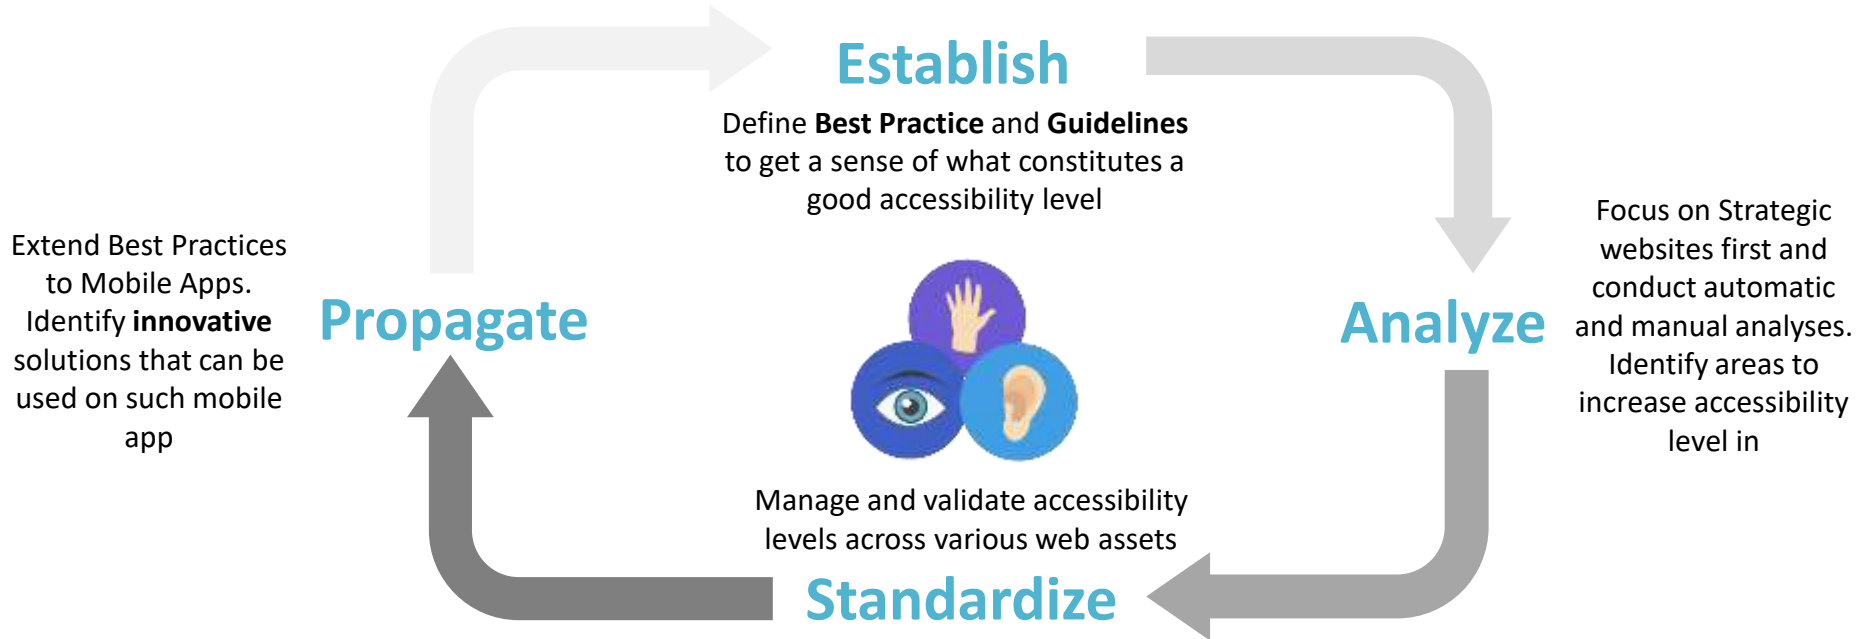 Establish
Define Best Practice and Guidelines
to get a sense of what constitutes a
good accessibility level
Analyze
Focus on Strategic
websites first and
conduct automatic
and manual analyses.
Identify areas to
increase accessibility
level in
Manage and validate accessibility
levels across various web assets
Standardize
Propagate
Extend Best Practices
to Mobile Apps.
Identify innovative
solutions that can be
used on such mobile
app